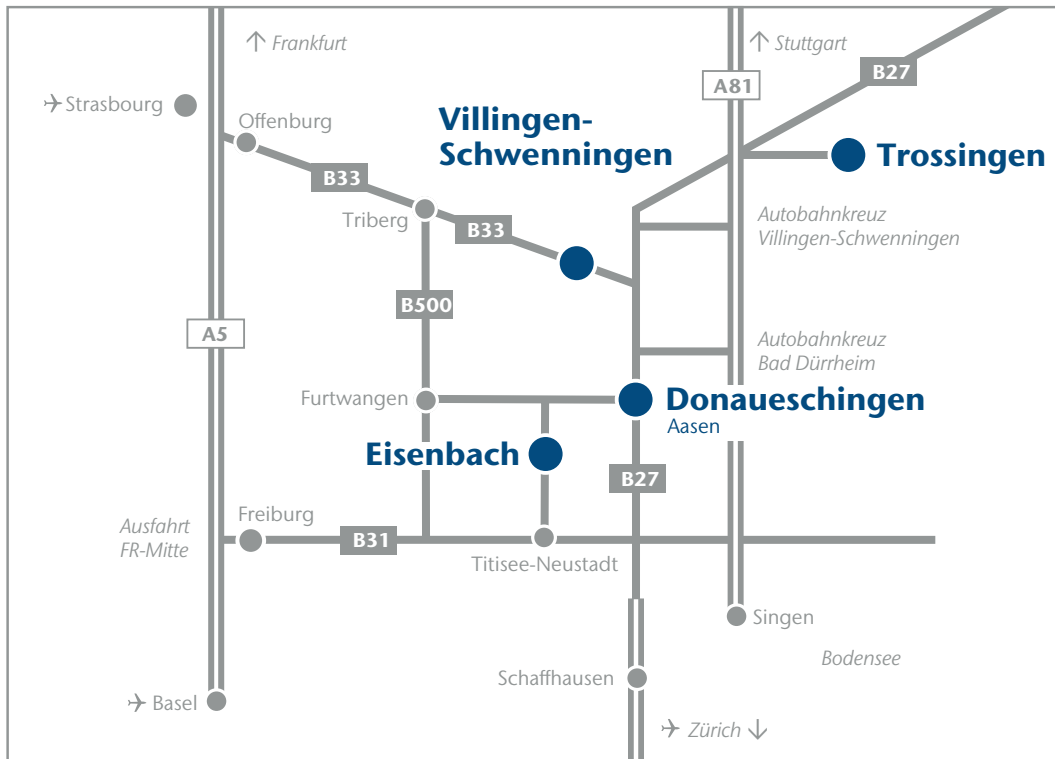 Frankfurt
Stuttgart
B27
A81
Strasbourg
Villingen-
Schwenningen
Offenburg
Trossingen
B33
Triberg
B33
Autobahnkreuz
Villingen-Schwenningen
B500
A5
Autobahnkreuz
Bad Dürrheim
Furtwangen
Donaueschingen
Aasen
Eisenbach
B27
Freiburg
Ausfahrt
FR-Mitte
B31
Titisee-Neustadt
Singen
Bodensee
Schaffhausen
Basel
Zürich